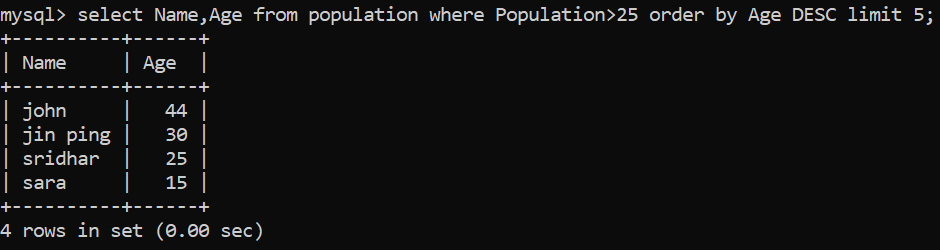 mysql> select Name,Age from population where Population>25 order by Age DESC limit 5;
+----------+------+
| Name     | Age  |
+----------+------+
| john     |   44 |
| jin ping |   30 |
| sridhar  |   25 |
| sara     |   15 |
+----------+------+
4 rows in set (0.00 sec)